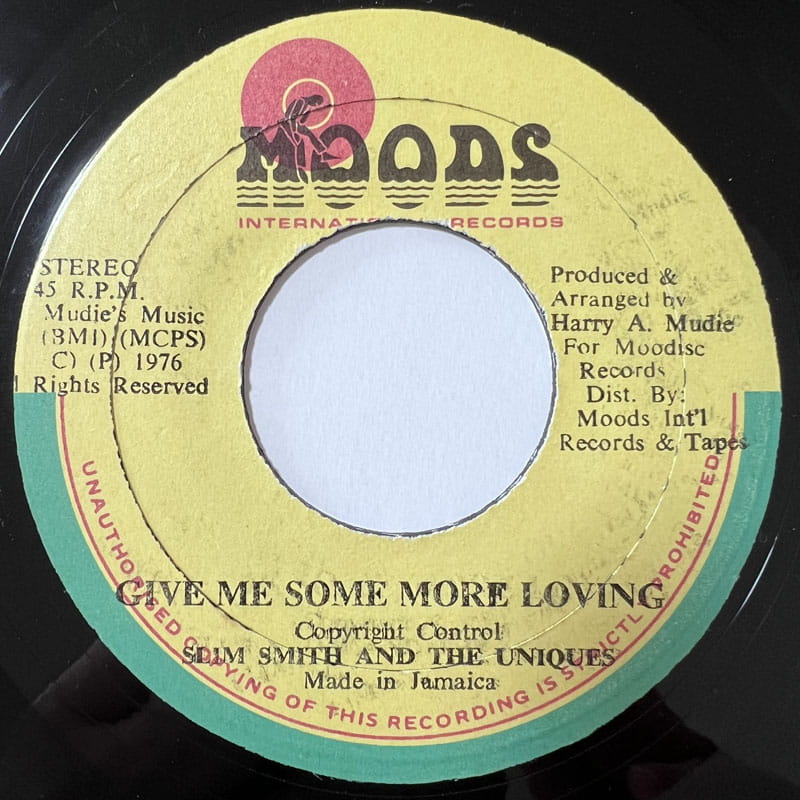 MOODS
INTERNATIONAL RECORDS
STEREO
45 R.P.M.
Mudie's Music
(BMI) (MCPS)
C) (P) 1976
l Rights Reserved
Produced &
Arranged by
Harry A. Mudie
For Moodisc
Records
Dist. By:
Moods Int'l
Records & Tapes
GIVE ME SOME MORE LOVING
Copyright Control
SLIM SMITH AND THE UNIQUES
Made in Jamaica
UNAUTHORISED COPYING OF THIS RECORDING IS STRICTLY PROHIBITED